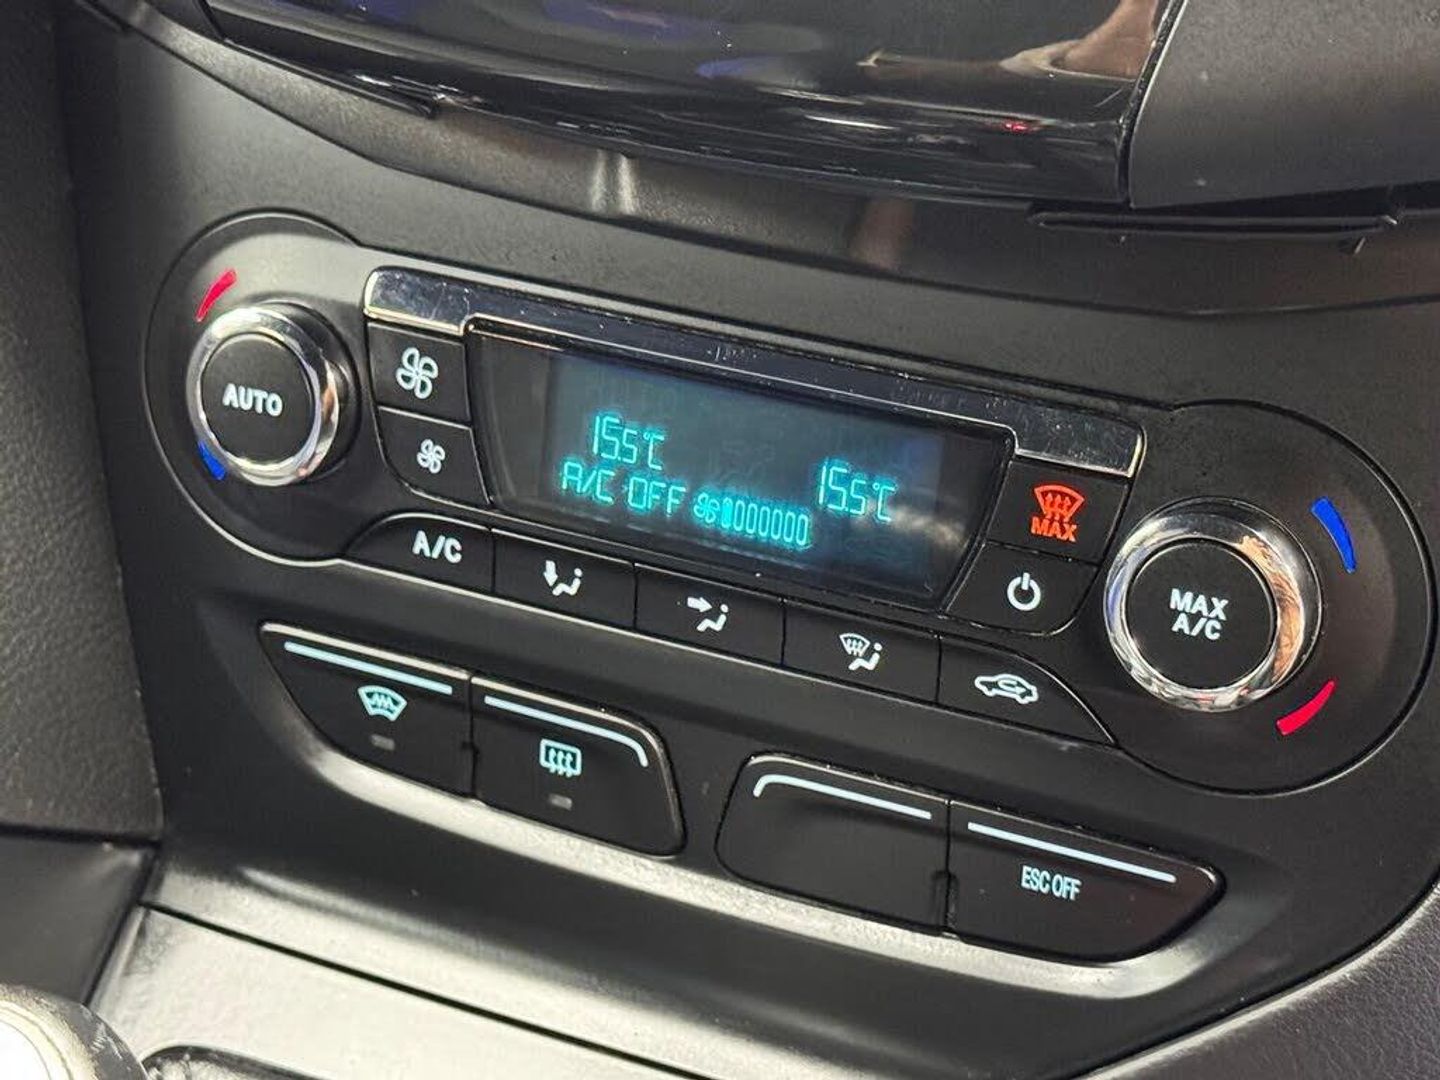 AUTO
15.5°C
15.5°C
A/C OFF
MAX
A/C
MAX
A/C
ESC OFF